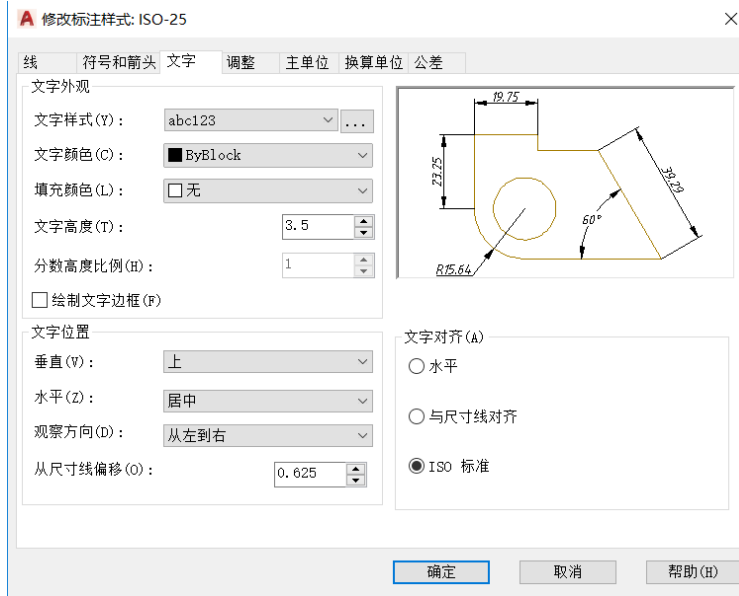 修改标注样式: ISO-25
线 符号和箭头 文字 调整 主单位 换算单位 公差
文字外观
文字样式(Y): abc123 ...
文字颜色(C): ByBlock
填充颜色(L): 无
文字高度(T): 3.5
分数高度比例(H): 1
绘制文字边框(F)
19.75
23.25
39.29
60°
R15.64
文字位置
垂直(V): 上
水平(Z): 居中
观察方向(D): 从左到右
从尺寸线偏移(O): 0.625
文字对齐(A)
水平
与尺寸线对齐
ISO 标准
确定 取消 帮助(H)